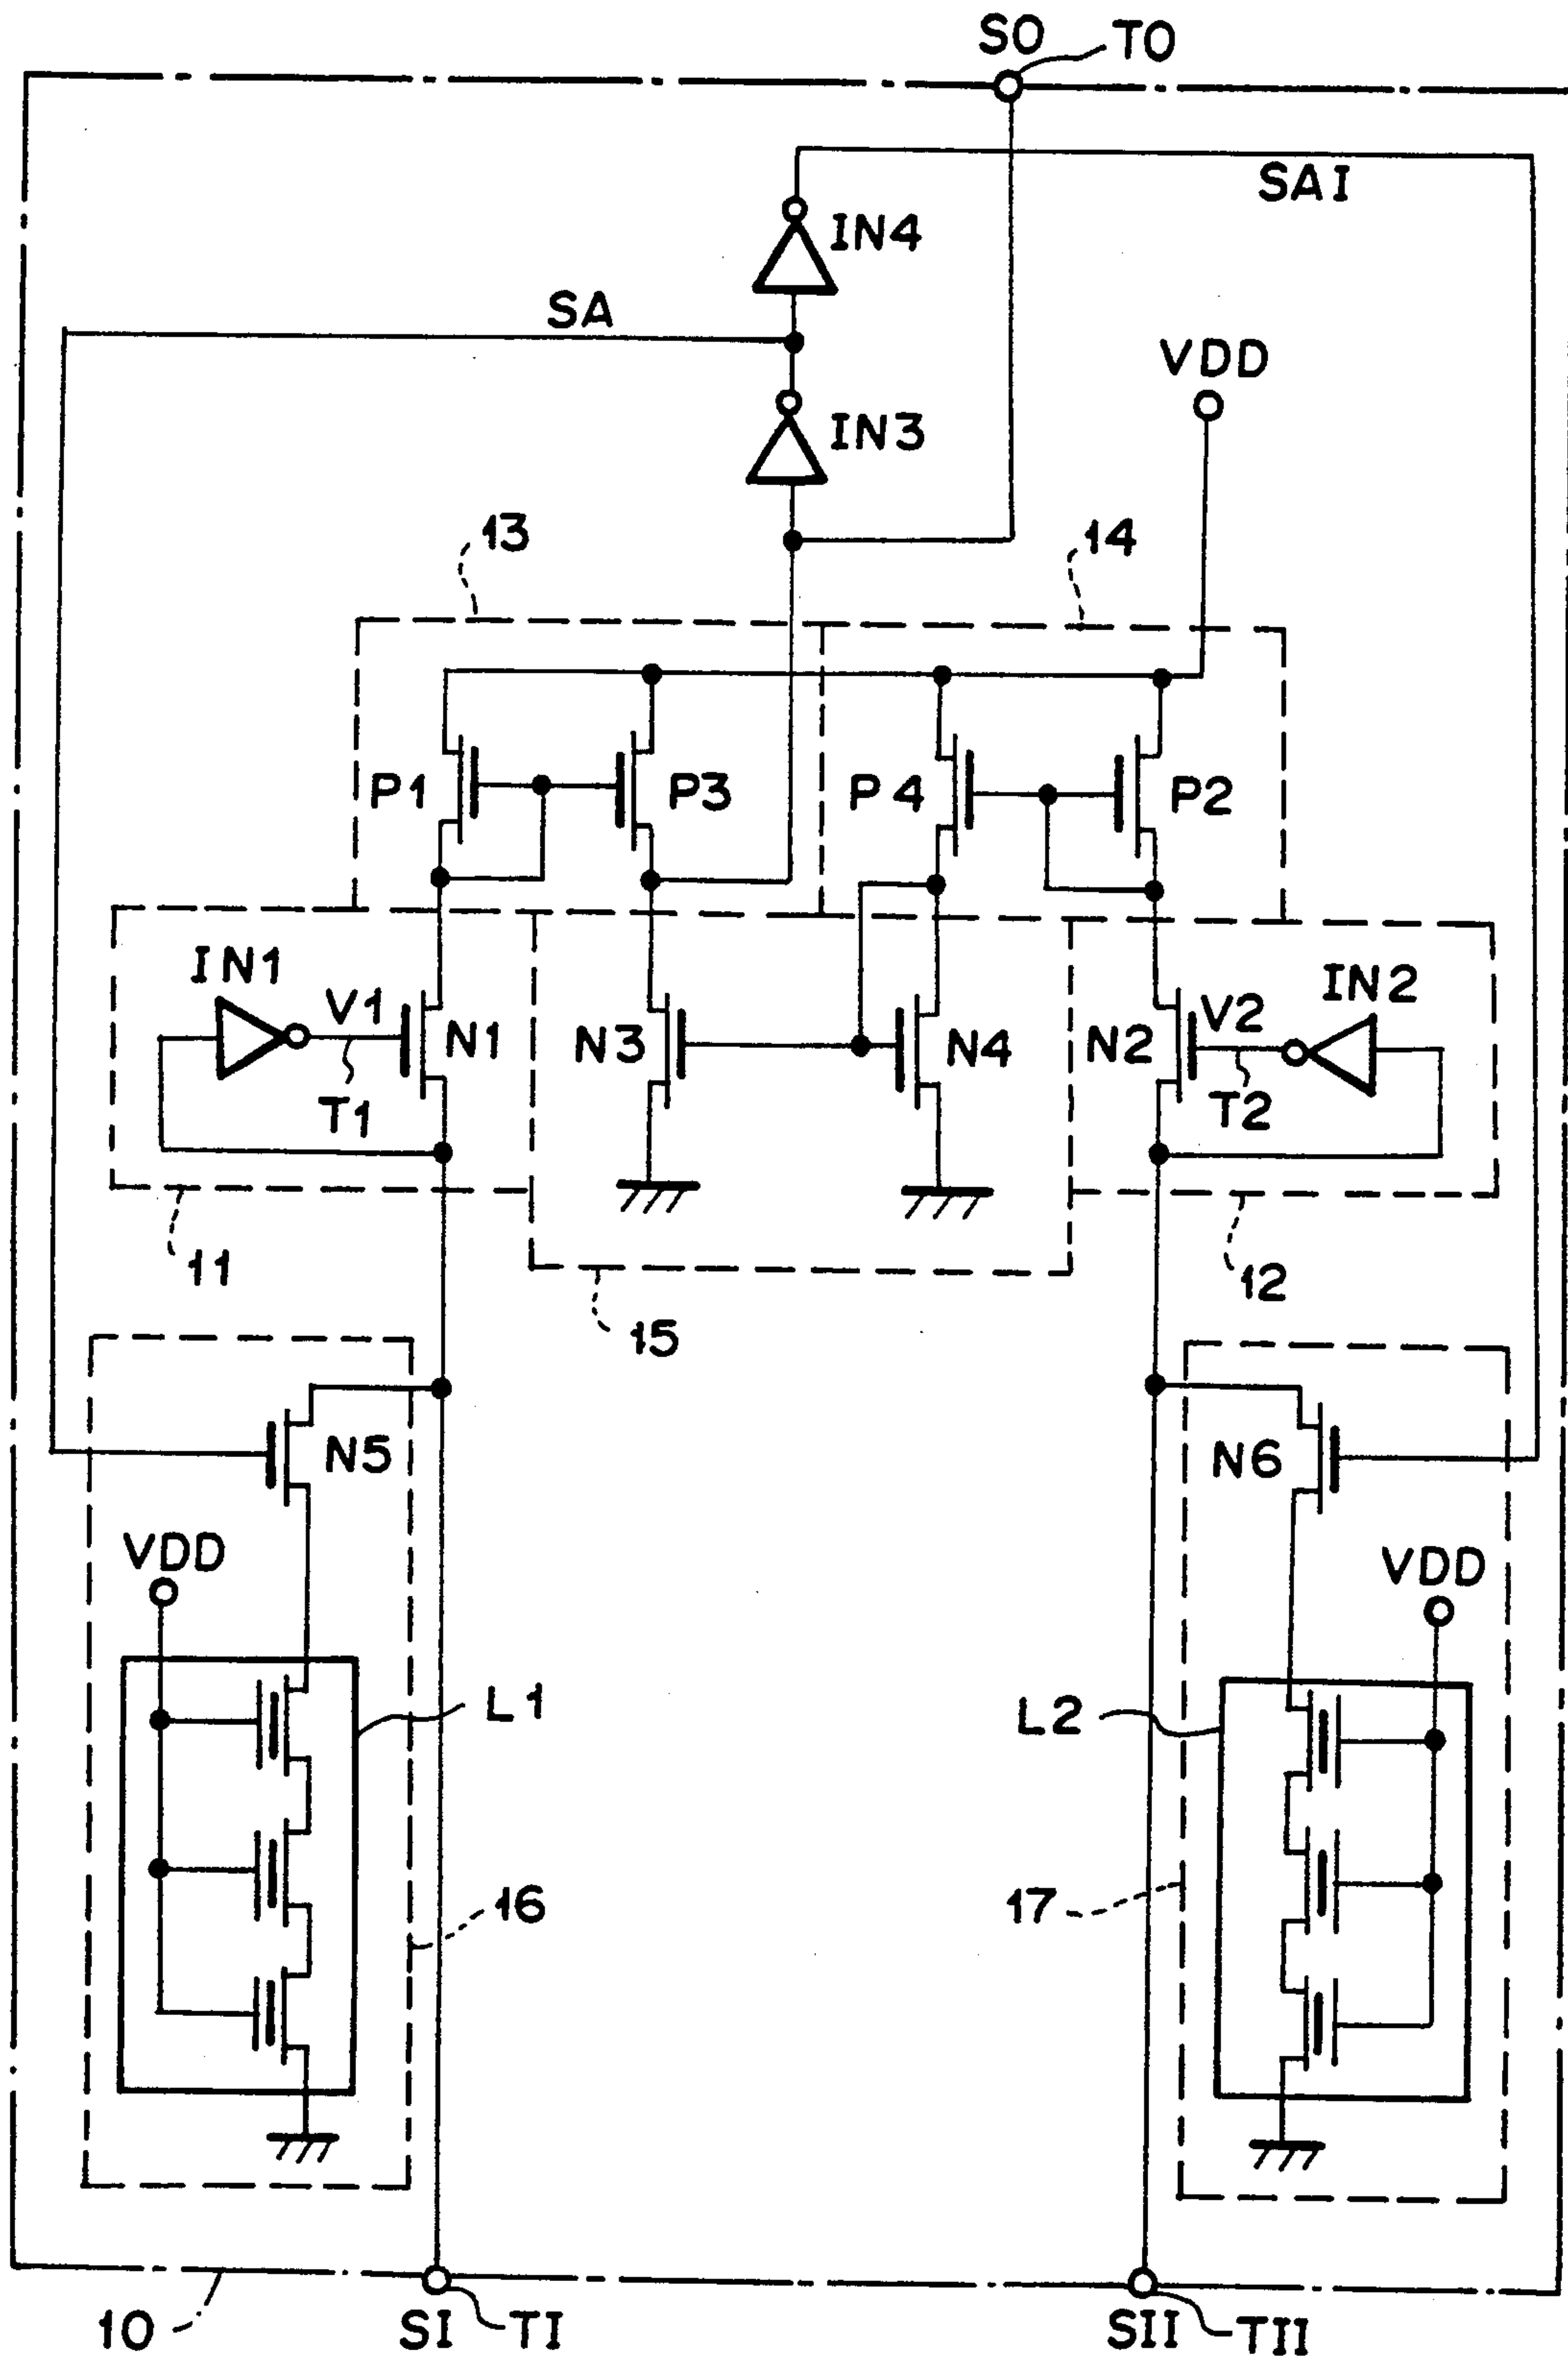 SO TO
SAI
IN4
SA
VDD
IN3
13
14
P1
P3
P4
P2
IN1
V1
N1
N3
N4
N2
V2
IN2
T1
T2
11
12
15
N5
N6
VDD
VDD
L1
L2
16
17
10
SI
TI
SII
TII